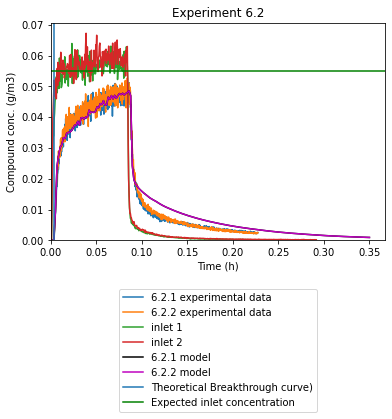 Experiment 6.2
0.07
0.06
0.05
0.04
0.03
0.02
0.01
0.00
Compound conc. (g/m3)
0.00 0.05 0.10 0.15 0.20 0.25 0.30 0.35
Time (h)
6.2.1 experimental data
6.2.2 experimental data
inlet 1
inlet 2
6.2.1 model
6.2.2 model
Theoretical Breakthrough curve)
Expected inlet concentration